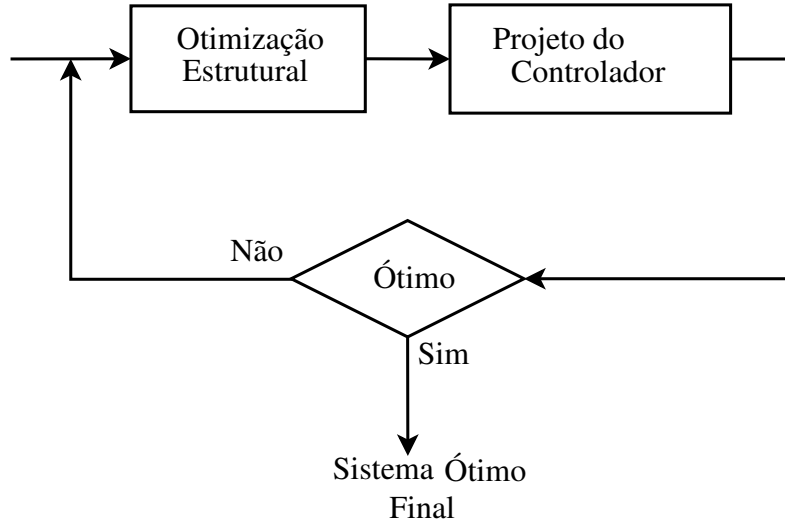 Otimização
Estrutural
Projeto do
Controlador
Não
Ótimo
Sim
Sistema Ótimo
Final